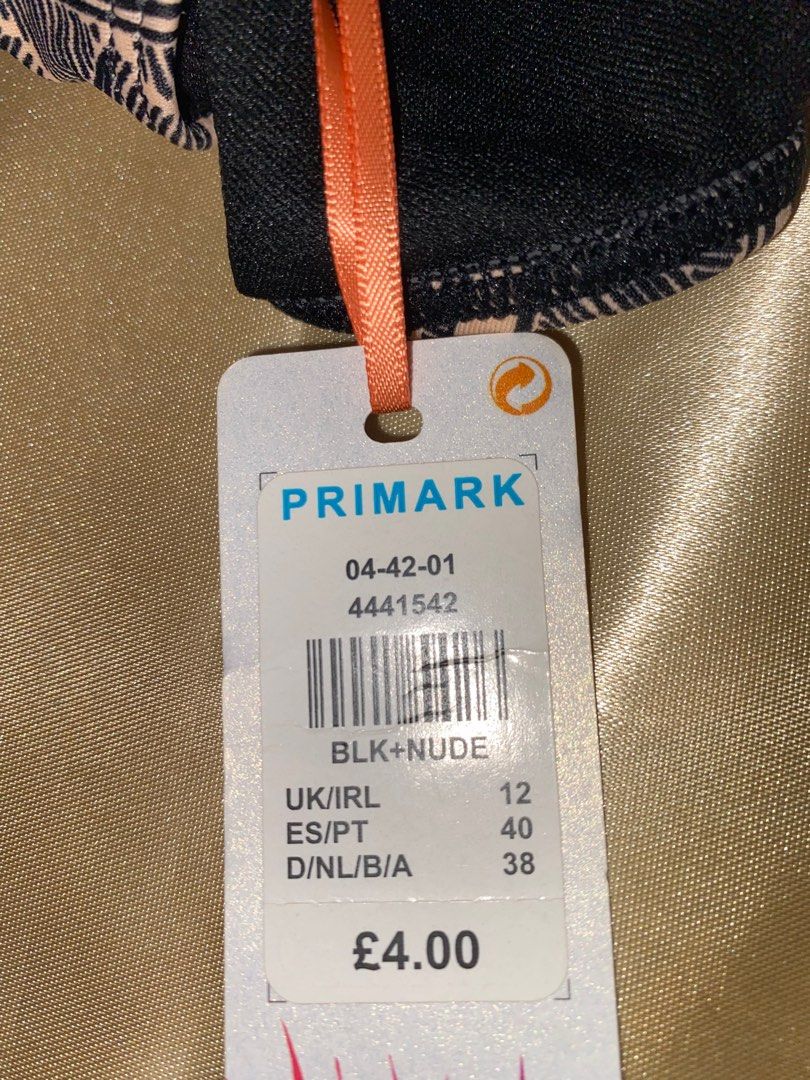 PRIMARK
04-42-01
4441542
BLK+NUDE
UK/IRL 12
ES/PT 40
D/NL/B/A 38
£4.00